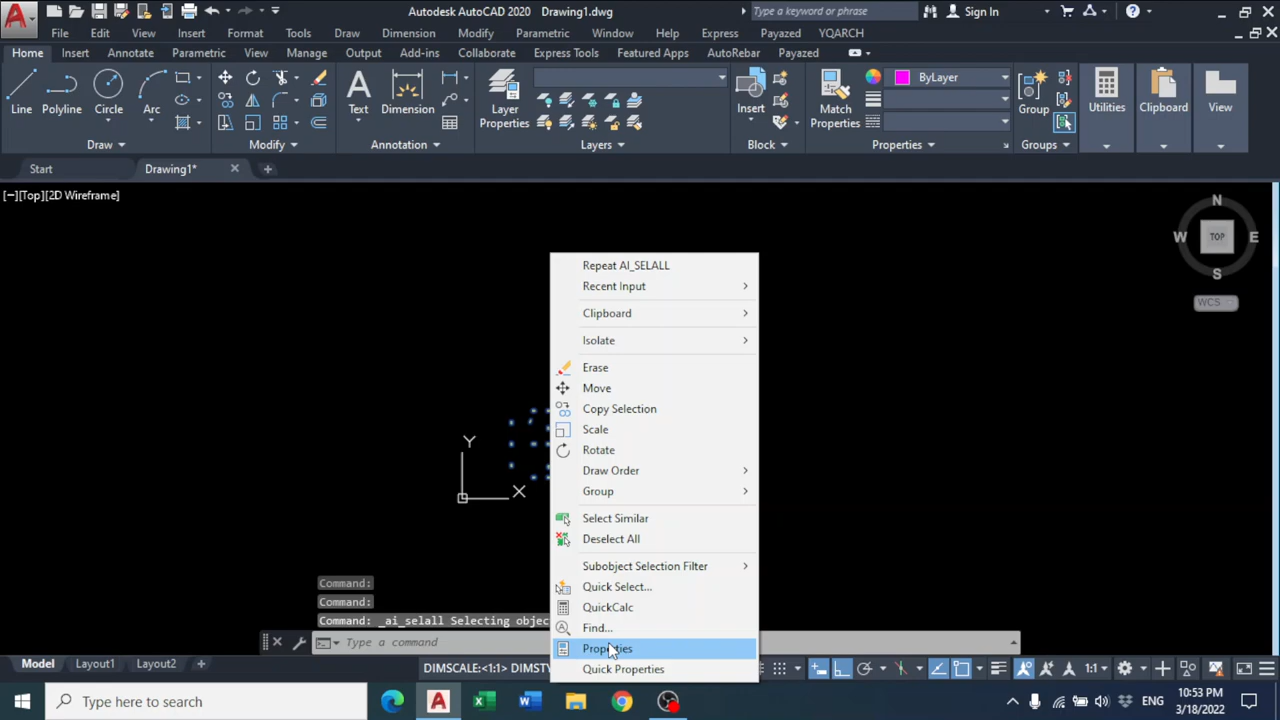 Autodesk AutoCAD 2020 Drawing1.dwg
Type a keyword or phrase
Sign In
File Edit View Insert Format Tools Draw Dimension Modify Parametric Window Help Express Payazed YQARCH
Home Insert Annotate Parametric View Manage Output Add-ins Collaborate Express Tools Featured Apps AutoRebar Payazed
Line Polyline Circle Arc
Text Dimension
Layer Properties
Insert
Match Properties
ByLayer
Group
Utilities
Clipboard
View
Draw Modify Annotation Layers Block Properties Groups
Start Drawing1*
[−][Top][2D Wireframe]
N
W TOP E
S
WCS
Y
X
Repeat AI_SELALL
Recent Input
Clipboard
Isolate
Erase
Move
Copy Selection
Scale
Rotate
Draw Order
Group
Select Similar
Deselect All
Subobject Selection Filter
Quick Select...
QuickCalc
Find...
Properties
Quick Properties
Command:
Command:
Command: _ai_selall Selecting objec
Type a command
Model Layout1 Layout2
DIMSCALE:<1:> DIMSTY
1:1
Type here to search
ENG
10:53 PM
3/18/2022